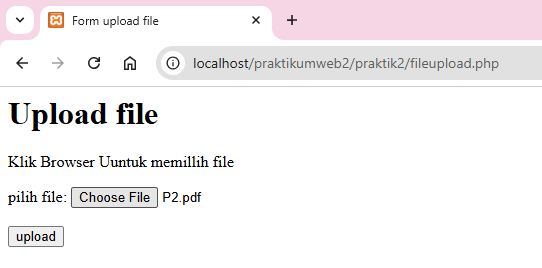 Form upload file
localhost/praktikumweb2/praktik2/fileupload.php
Upload file
Klik Browser Uuntuk memillih file
pilih file: Choose File P2.pdf
upload